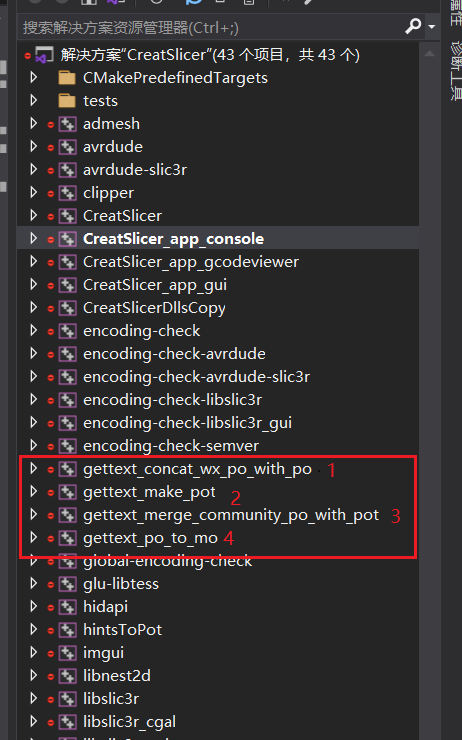 搜索解决方案资源管理器(Ctrl+;)
属性
诊断工具
解决方案"CreatSlicer"(43 个项目，共 43 个)
CMakePredefinedTargets
tests
admesh
avrdude
avrdude-slic3r
clipper
CreatSlicer
CreatSlicer_app_console
CreatSlicer_app_gcodeviewer
CreatSlicer_app_gui
CreatSlicerDllsCopy
encoding-check
encoding-check-avrdude
encoding-check-avrdude-slic3r
encoding-check-libslic3r
encoding-check-libslic3r_gui
encoding-check-semver
gettext_concat_wx_po_with_po 1
gettext_make_pot 2
gettext_merge_community_po_with_pot 3
gettext_po_to_mo 4
global-encoding-check
glu-libtess
hidapi
hintsToPot
imgui
libnest2d
libslic3r
libslic3r_cgal